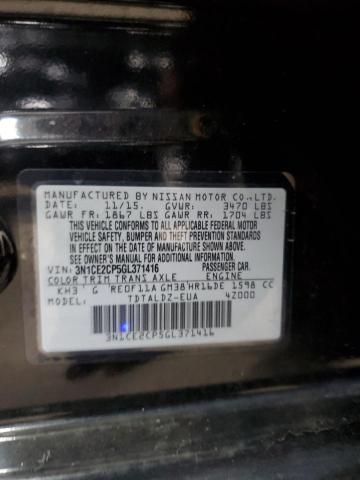 MANUFACTURED BY NISSAN MOTOR CO.,LTD.
DATE: 11/15. GVWR: 3470 LBS
GAWR FR: 1867 LBS GAWR RR: 1704 LBS
THIS VEHICLE CONFORMS TO ALL APPLICABLE
FEDERAL MOTOR VEHICLE SAFETY, BUMPER AND THEFT
PREVENTION STANDARDS IN EFFECT ON THE DATE
OF MANUFACTURE SHOWN ABOVE.
SEE OWNERS MANUAL FOR ADDITIONAL INFORMATION
VIN: 3N1CE2CP5GL371416 PASSENGER CAR.
COLOR TRIM TRANS AXLE ENGINE
KH3 G RE0F11A GM38 HR16DE 1598 CC
MODEL: TDTALDZ-EUA 4Z000
3N1CE2CP5GL371416